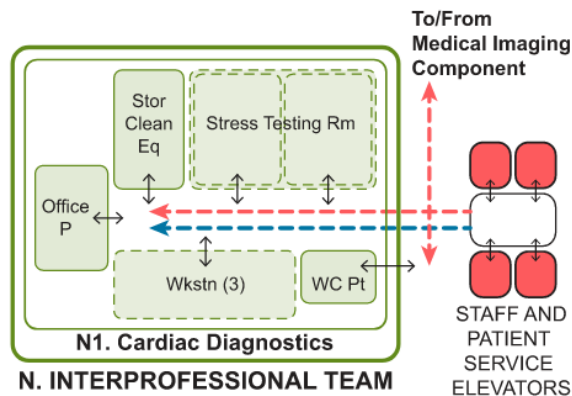 To/From
Medical Imaging
Component
Stor
Clean
Eq
Stress Testing Rm
Office
P
Wkstn (3)
WC Pt
N1. Cardiac Diagnostics
N. INTERPROFESSIONAL TEAM
STAFF AND
PATIENT
SERVICE
ELEVATORS